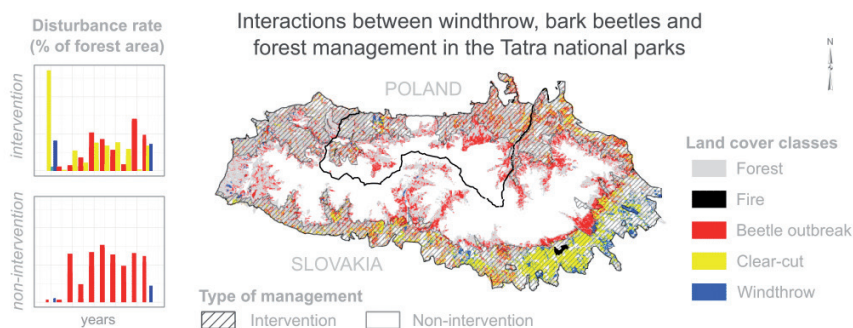 Interactions between windthrow, bark beetles and
forest management in the Tatra national parks
Disturbance rate
(% of forest area)
intervention
non-intervention
years
N
POLAND
SLOVAKIA
Type of management
Intervention
Non-intervention
Land cover classes
Forest
Fire
Beetle outbreak
Clear-cut
Windthrow